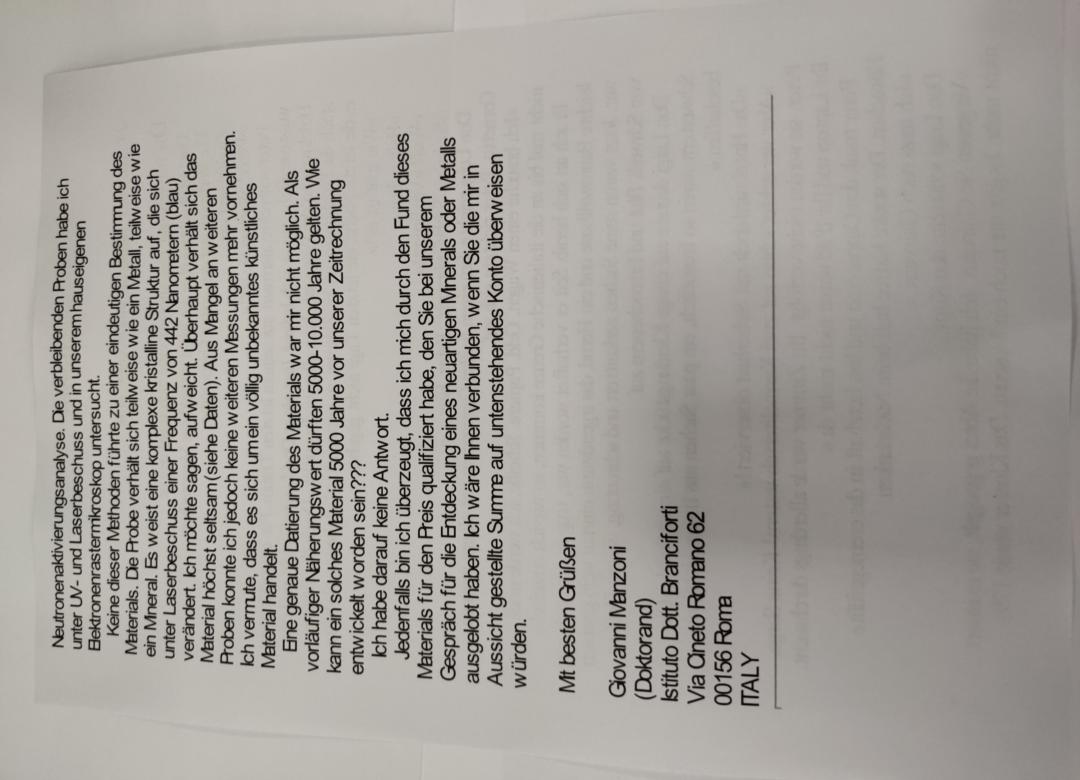 Neutronenaktivierungsanalyse. Die verbleibenden Proben habe ich
unter UV- und Laserbeschuss und in unserem hauseigenen
Elektronenrastermikroskop untersucht.
Keine dieser Methoden führte zu einer eindeutigen Bestimmung des
Materials. Die Probe verhält sich teilweise wie ein Metall, teilweise wie
ein Mineral. Es weist eine komplexe kristalline Struktur auf, die sich
unter Laserbeschuss einer Frequenz von 442 Nanometern (blau)
verändert. Ich möchte sagen, aufweicht. Überhaupt verhält sich das
Material höchst seltsam (siehe Daten). Aus Mangel an weiteren
Proben konnte ich jedoch keine weiteren Messungen mehr vornehmen.
Ich vermute, dass es sich um ein völlig unbekanntes künstliches
Material handelt.
Eine genaue Datierung des Materials war mir nicht möglich. Als
vorläufiger Näherungswert dürften 5000-10.000 Jahre gelten. Wie
kann ein solches Material 5000 Jahre vor unserer Zeitrechnung
entwickelt worden sein???
Ich habe darauf keine Antwort.
Jedenfalls bin ich überzeugt, dass ich mich durch den Fund dieses
Materials für den Preis qualifiziert habe, den Sie bei unserem
Gespräch für die Entdeckung eines neuartigen Minerals oder Metalls
ausgelobt haben. Ich wäre Ihnen verbunden, wenn Sie die mir in
Aussicht gestellte Summe auf untenstehendes Konto überweisen
würden.
Mit besten Grüßen
Giovanni Manzoni
(Doktorand)
Istituto Dott. Branciforti
Via Cineto Romano 62
00156 Roma
ITALY